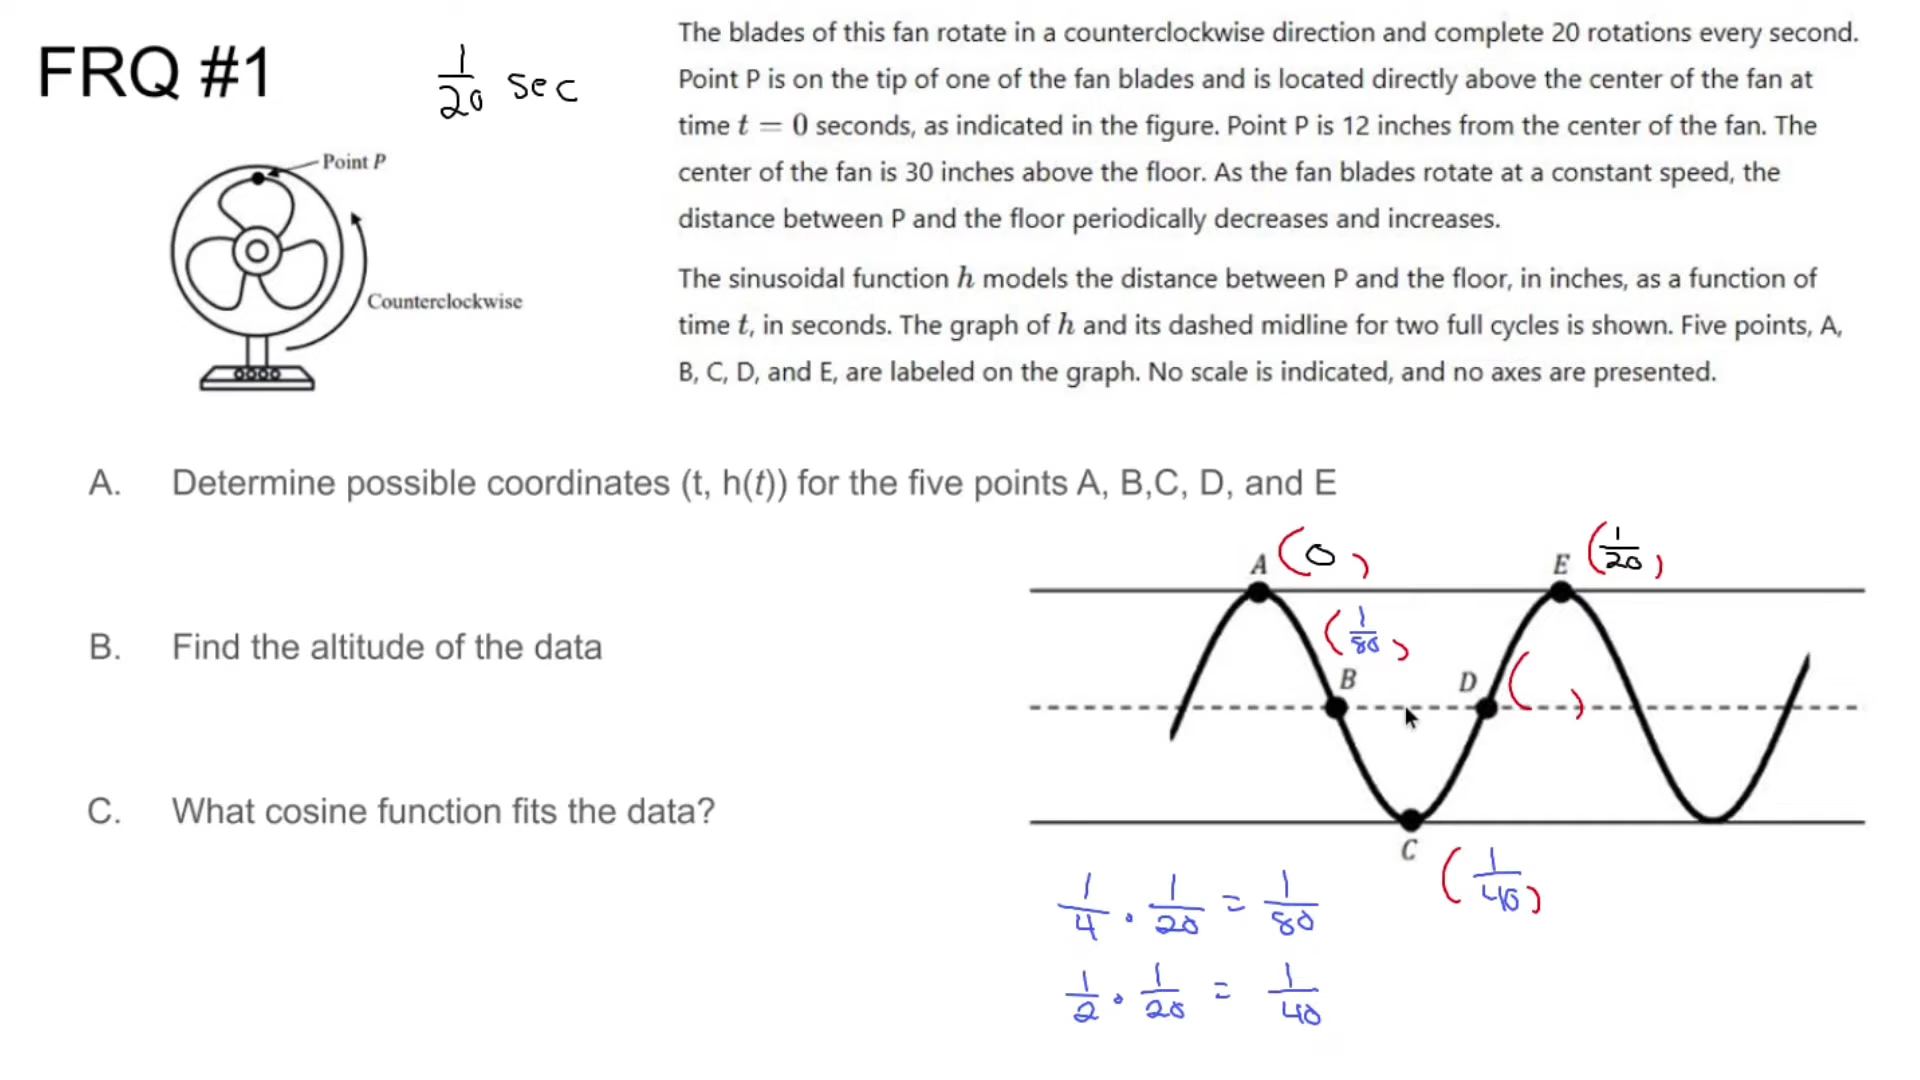 FRQ #1
1/20 sec
Point P
Counterclockwise
The blades of this fan rotate in a counterclockwise direction and complete 20 rotations every second.
Point P is on the tip of one of the fan blades and is located directly above the center of the fan at
time t = 0 seconds, as indicated in the figure. Point P is 12 inches from the center of the fan. The
center of the fan is 30 inches above the floor. As the fan blades rotate at a constant speed, the
distance between P and the floor periodically decreases and increases.
The sinusoidal function h models the distance between P and the floor, in inches, as a function of
time t, in seconds. The graph of h and its dashed midline for two full cycles is shown. Five points, A,
B, C, D, and E, are labeled on the graph. No scale is indicated, and no axes are presented.
A. Determine possible coordinates (t, h(t)) for the five points A, B,C, D, and E
B. Find the altitude of the data
C. What cosine function fits the data?
A (0, )
E (1/20, )
(1/80, )
B
D ( , )
C (1/40, )
1/4 · 1/20 = 1/80
1/2 · 1/20 = 1/40